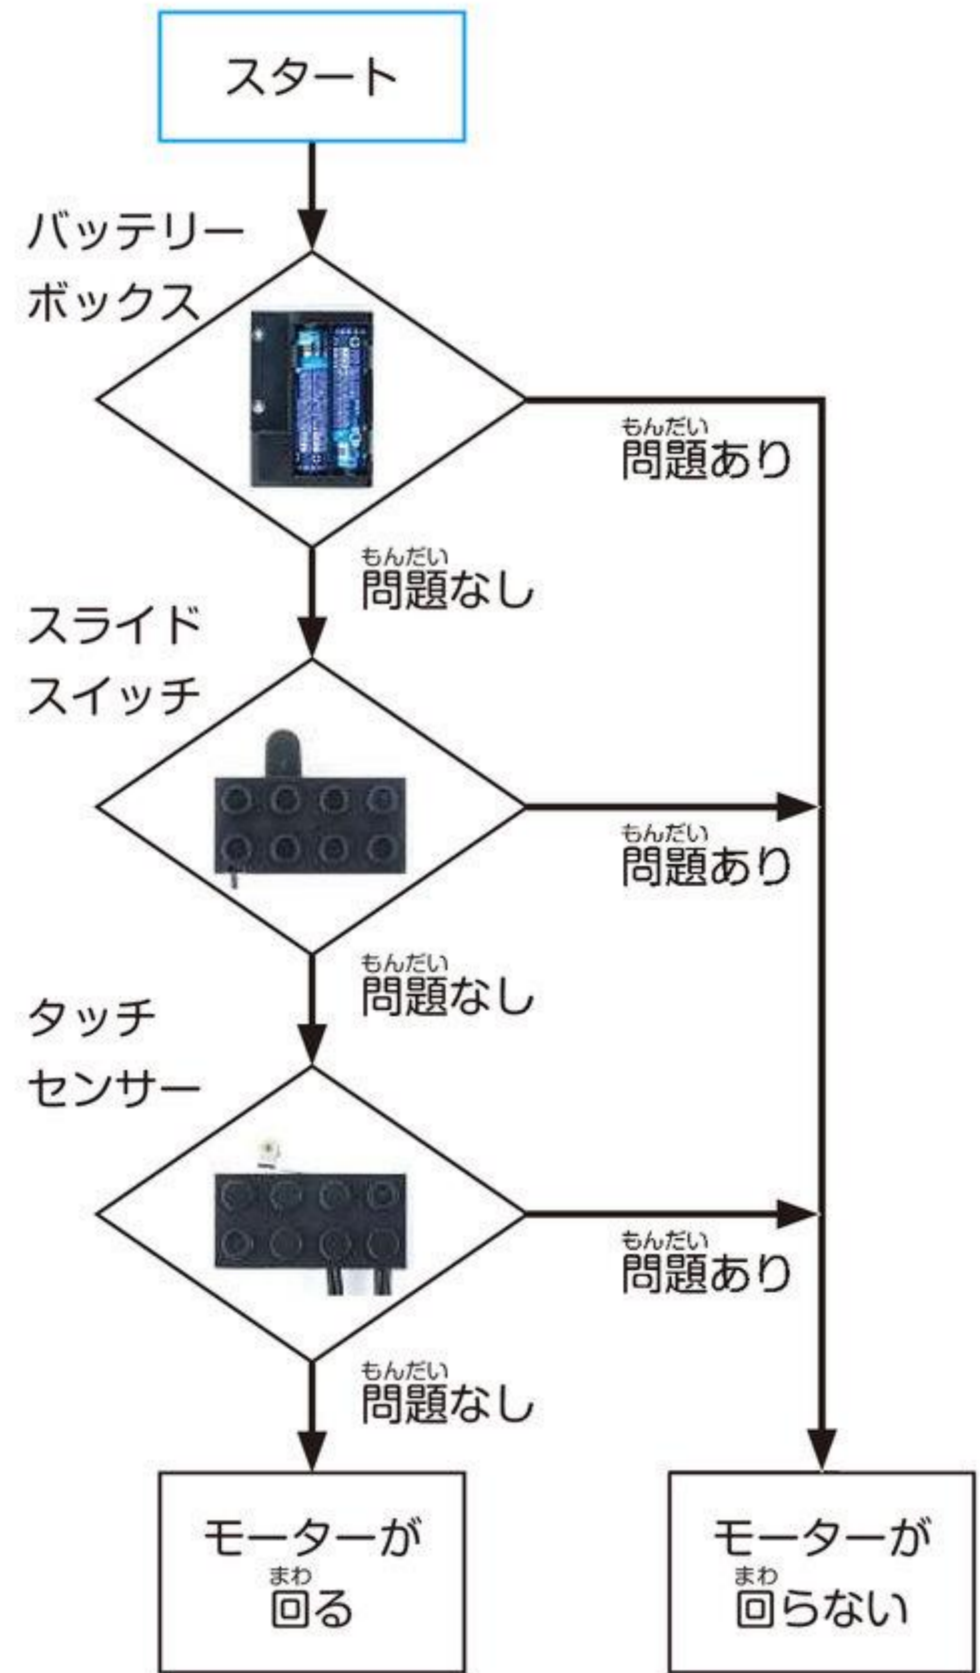 スタート
バッテリー
ボックス
もんだい
問題あり
もんだい
問題なし
スライド
スイッチ
もんだい
問題あり
もんだい
問題なし
タッチ
センサー
もんだい
問題あり
もんだい
問題なし
モーターが
まわ
回る
モーターが
まわ
回らない